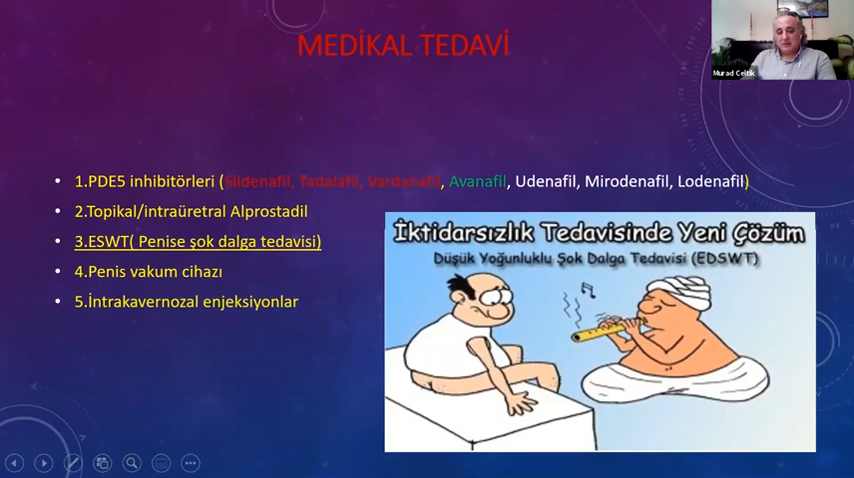 MEDİKAL TEDAVİ
Murad Çeltik
• 1.PDE5 inhibitörleri (Sildenafil, Tadalafil, Vardanafil, Avanafil, Udenafil, Mirodenafil, Lodenafil)
• 2.Topikal/intraüretral Alprostadil
• 3.ESWT( Penise şok dalga tedavisi)
• 4.Penis vakum cihazı
• 5.İntrakavernozal enjeksiyonlar
İktidarsızlık Tedavisinde Yeni Çözüm
Düşük Yoğunluklu Şok Dalga Tedavisi (EDSWT)